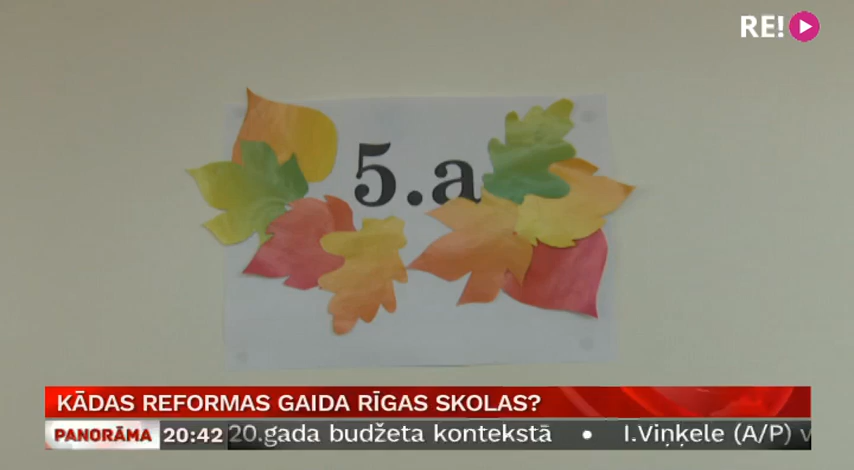 RE!
5.a
KĀDAS REFORMAS GAIDA RĪGAS SKOLAS?
PANORĀMA 20:42 20.gada budžeta kontekstā • I.Viņķele (A/P) v